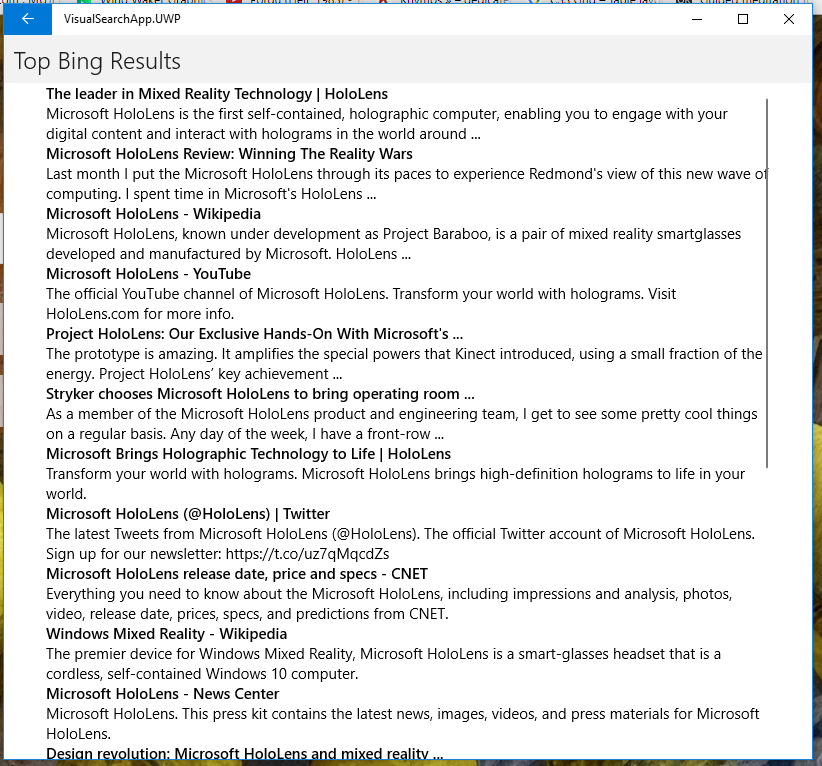 VisualSearchApp.UWP
Top Bing Results
The leader in Mixed Reality Technology | HoloLens
Microsoft HoloLens is the first self-contained, holographic computer, enabling you to engage with your
digital content and interact with holograms in the world around ...
Microsoft HoloLens Review: Winning The Reality Wars
Last month I put the Microsoft HoloLens through its paces to experience Redmond's view of this new wave of
computing. I spent time in Microsoft's HoloLens ...
Microsoft HoloLens - Wikipedia
Microsoft HoloLens, known under development as Project Baraboo, is a pair of mixed reality smartglasses
developed and manufactured by Microsoft. HoloLens ...
Microsoft HoloLens - YouTube
The official YouTube channel of Microsoft HoloLens. Transform your world with holograms. Visit
HoloLens.com for more info.
Project HoloLens: Our Exclusive Hands-On With Microsoft's ...
The prototype is amazing. It amplifies the special powers that Kinect introduced, using a small fraction of the
energy. Project HoloLens’ key achievement ...
Stryker chooses Microsoft HoloLens to bring operating room ...
As a member of the Microsoft HoloLens product and engineering team, I get to see some pretty cool things
on a regular basis. Any day of the week, I have a front-row ...
Microsoft Brings Holographic Technology to Life | HoloLens
Transform your world with holograms. Microsoft HoloLens brings high-definition holograms to life in your
world.
Microsoft HoloLens (@HoloLens) | Twitter
The latest Tweets from Microsoft HoloLens (@HoloLens). The official Twitter account of Microsoft HoloLens.
Sign up for our newsletter: https://t.co/uz7qMqcdZs
Microsoft HoloLens release date, price and specs - CNET
Everything you need to know about the Microsoft HoloLens, including impressions and analysis, photos,
video, release date, prices, specs, and predictions from CNET.
Windows Mixed Reality - Wikipedia
The premier device for Windows Mixed Reality, Microsoft HoloLens is a smart-glasses headset that is a
cordless, self-contained Windows 10 computer.
Microsoft HoloLens - News Center
Microsoft HoloLens. This press kit contains the latest news, images, videos, and press materials for Microsoft
HoloLens.
Design revolution: Microsoft HoloLens and mixed reality ...